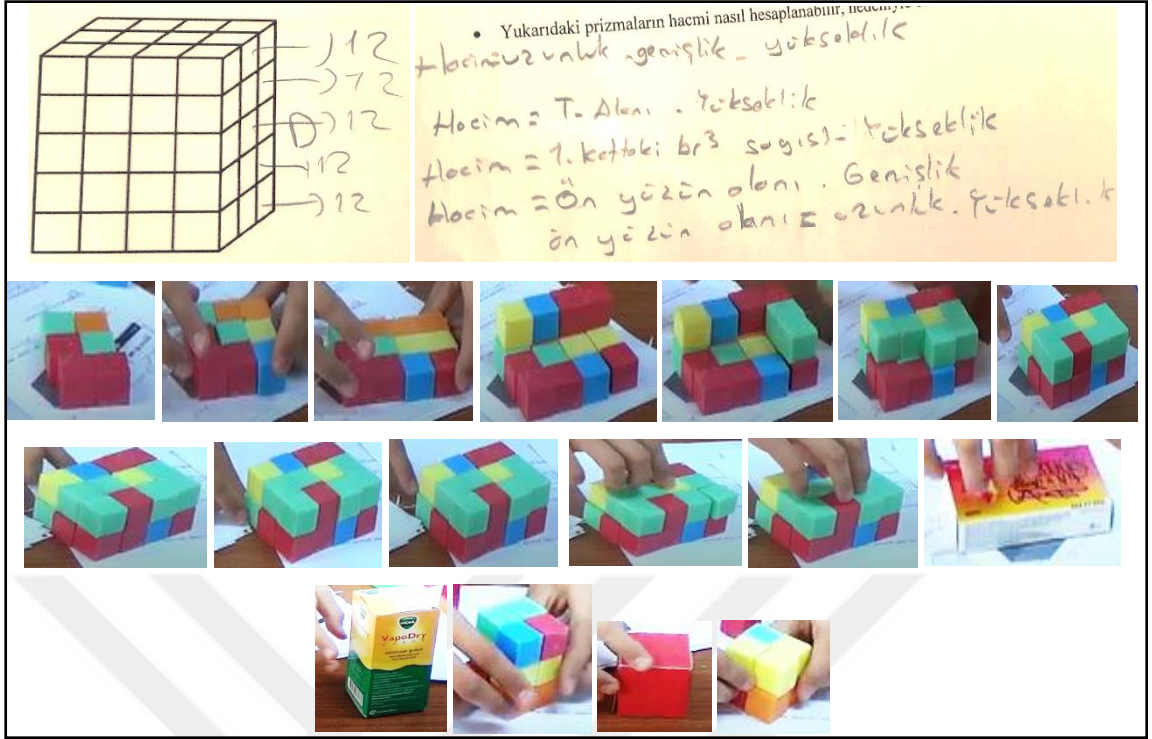 12
12
12
12
12
• Yukarıdaki prizmaların hacmi nasıl hesaplanabilir,
Hacim=uzunluk . genişlik . yükseklik
Hacim = T. Alanı . Yükseklik
Hacim = 1. kattaki br³ sayısı . Yükseklik
Hacim = Ön yüzün alanı . Genişlik
ön yüzün alanı = uzunluk . Yükseklik
VapoDry